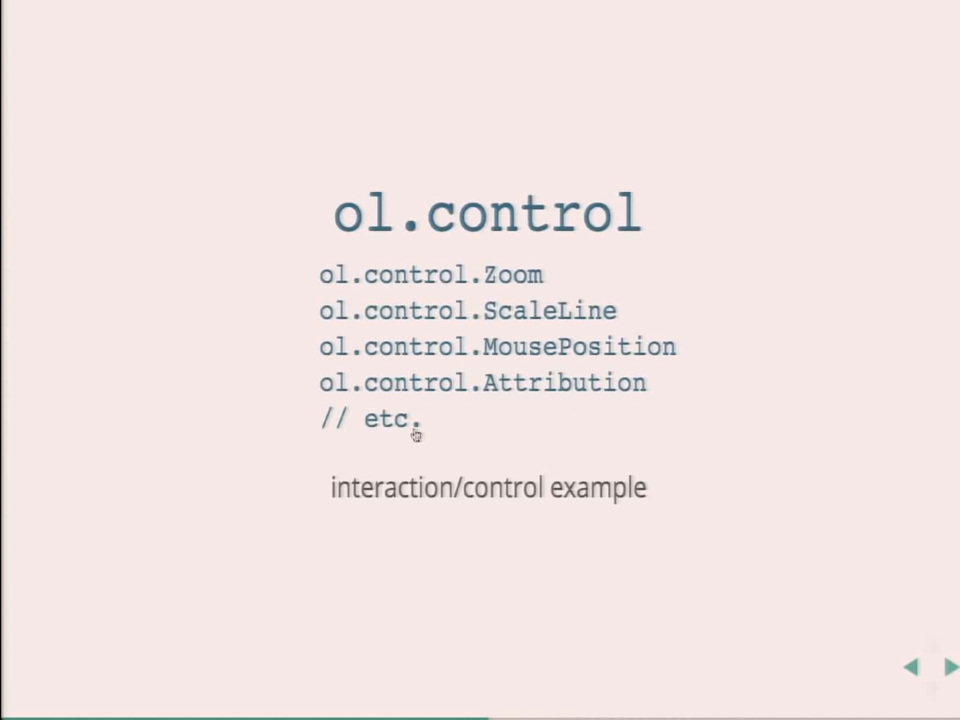 ol.control
ol.control.Zoom
ol.control.ScaleLine
ol.control.MousePosition
ol.control.Attribution
// etc.
interaction/control example